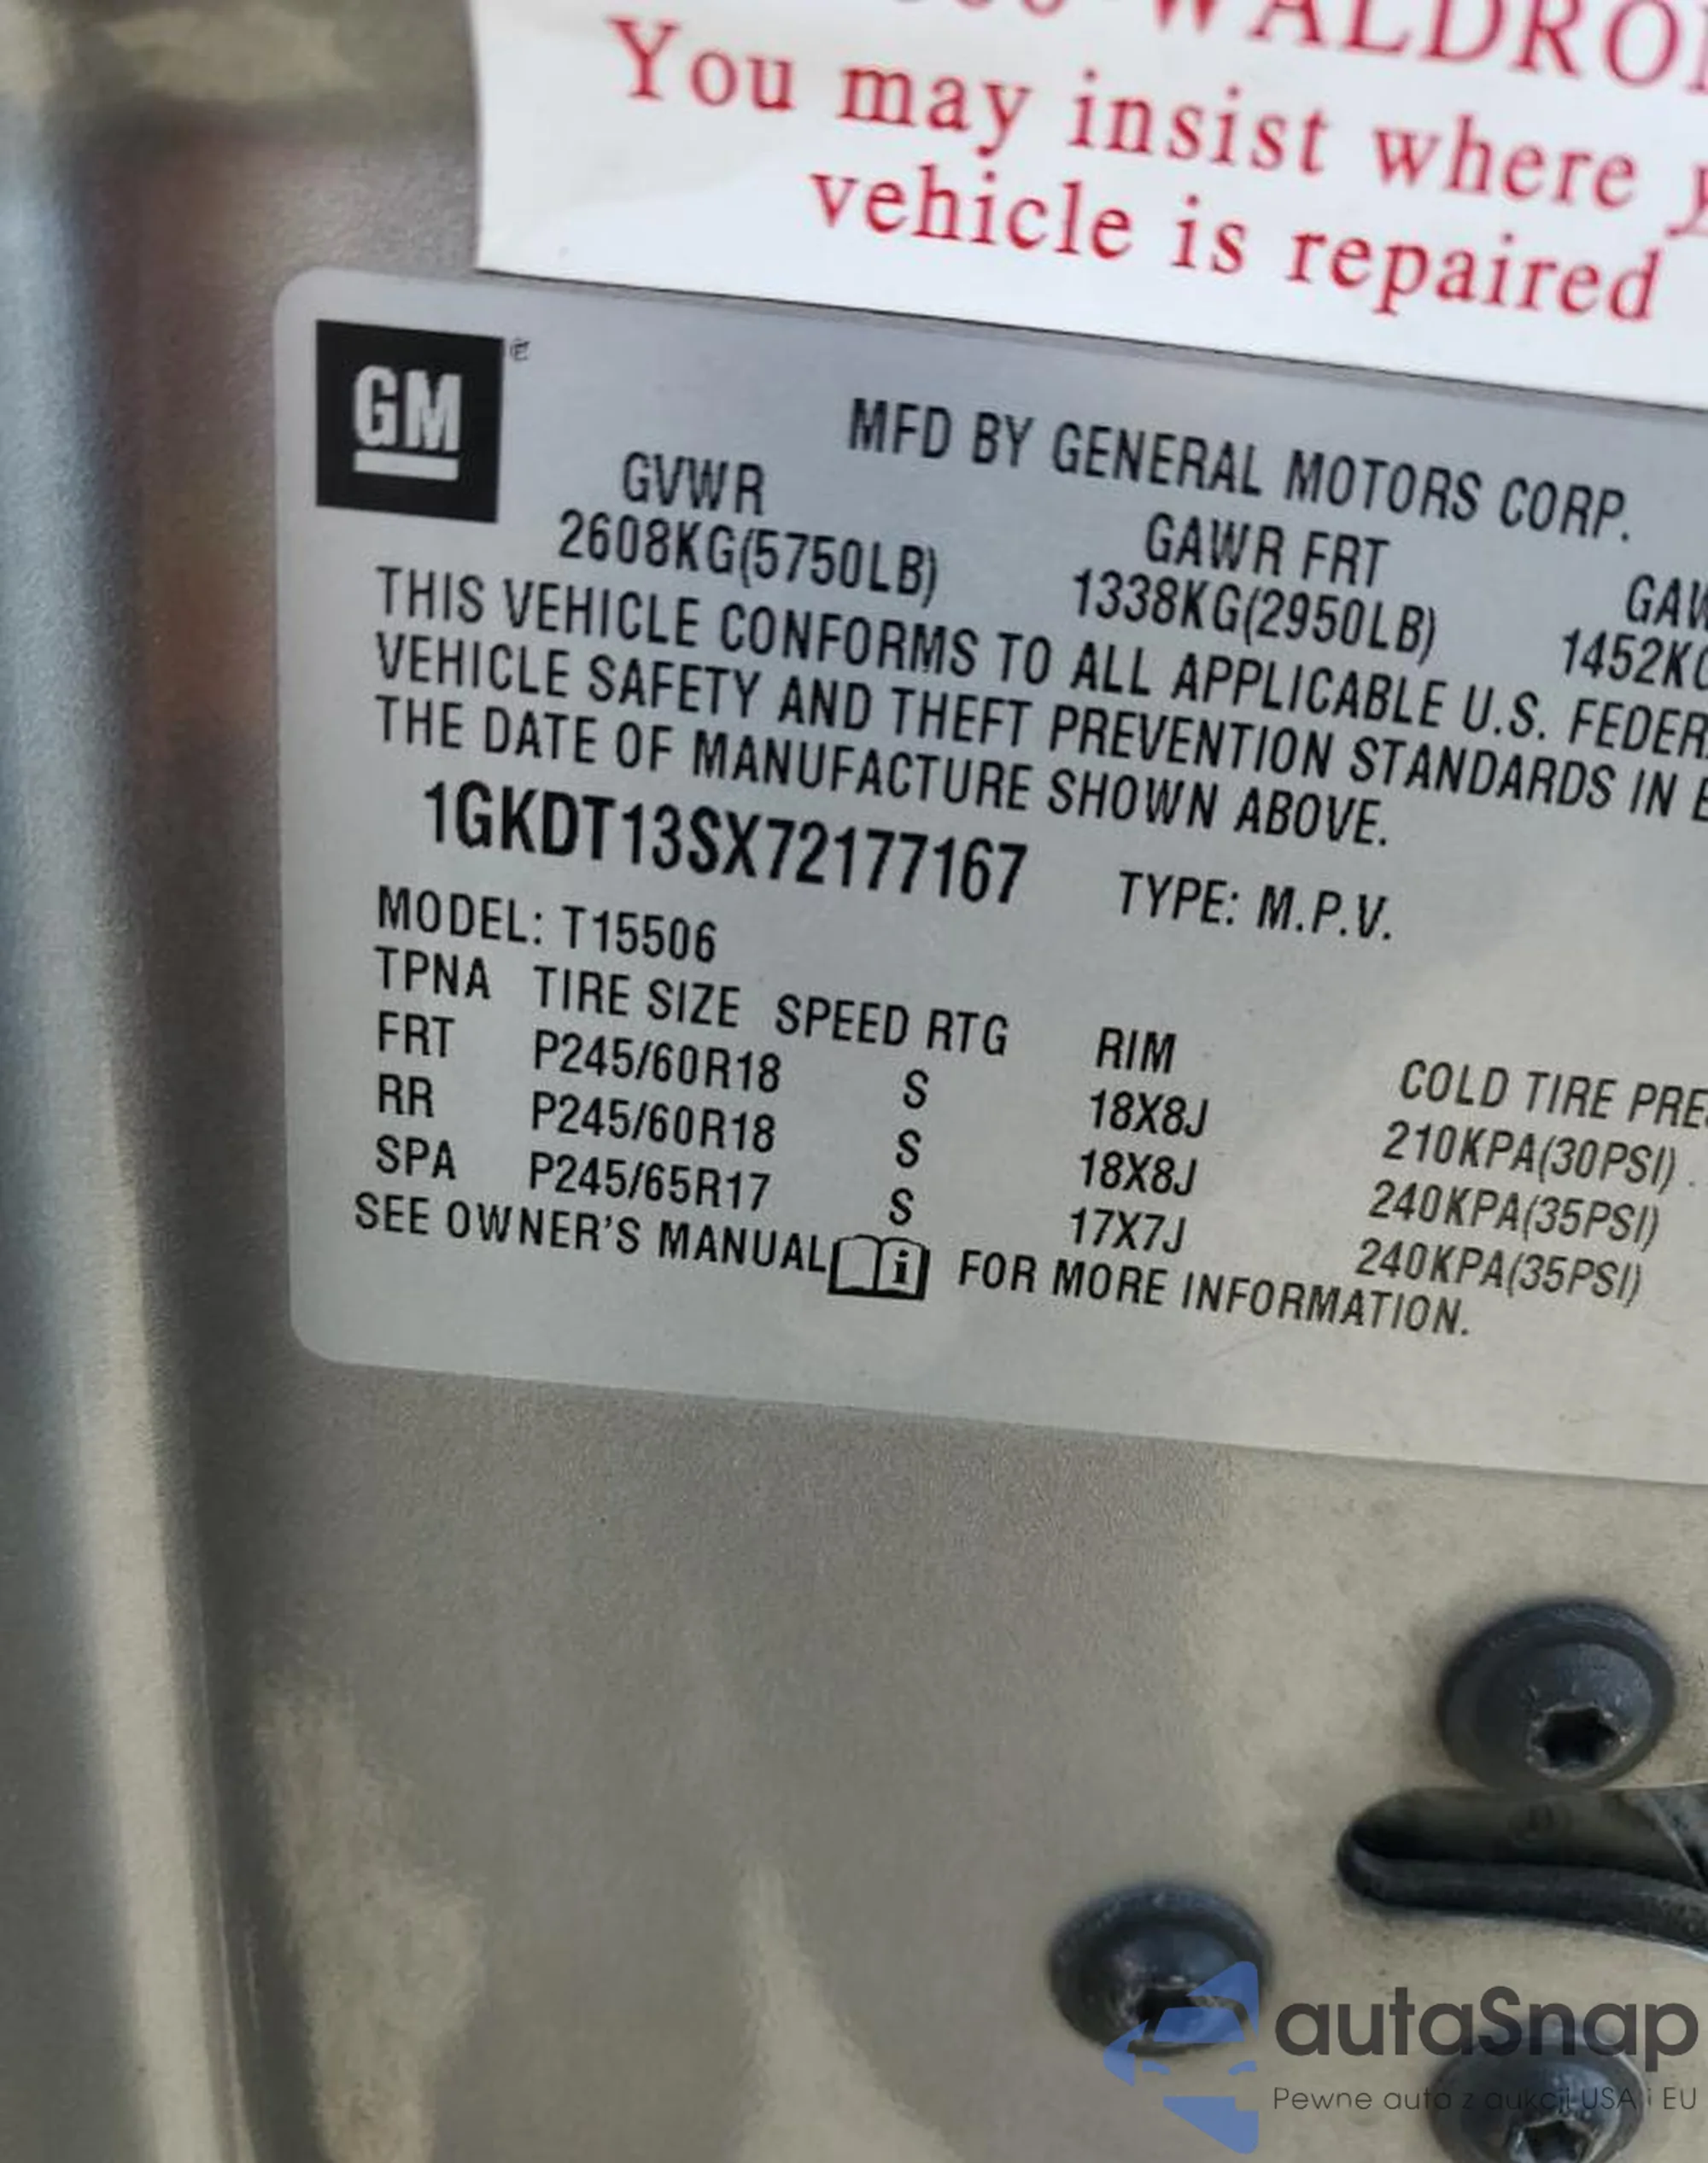 WALDRO
You may insist where y
vehicle is repaired
GM
MFD BY GENERAL MOTORS CORP.
GVWR GAWR FRT GAW
2608KG(5750LB) 1338KG(2950LB) 1452KG
THIS VEHICLE CONFORMS TO ALL APPLICABLE U.S. FEDER
VEHICLE SAFETY AND THEFT PREVENTION STANDARDS IN E
THE DATE OF MANUFACTURE SHOWN ABOVE.
1GKDT13SX72177167 TYPE: M.P.V.
MODEL: T15506
TPNA TIRE SIZE SPEED RTG RIM COLD TIRE PRES
FRT P245/60R18 S 18X8J 210KPA(30PSI)
RR P245/60R18 S 18X8J 240KPA(35PSI)
SPA P245/65R17 S 17X7J 240KPA(35PSI)
SEE OWNER'S MANUAL i FOR MORE INFORMATION.
autaSnap
Pewne auta z aukcji USA i EU